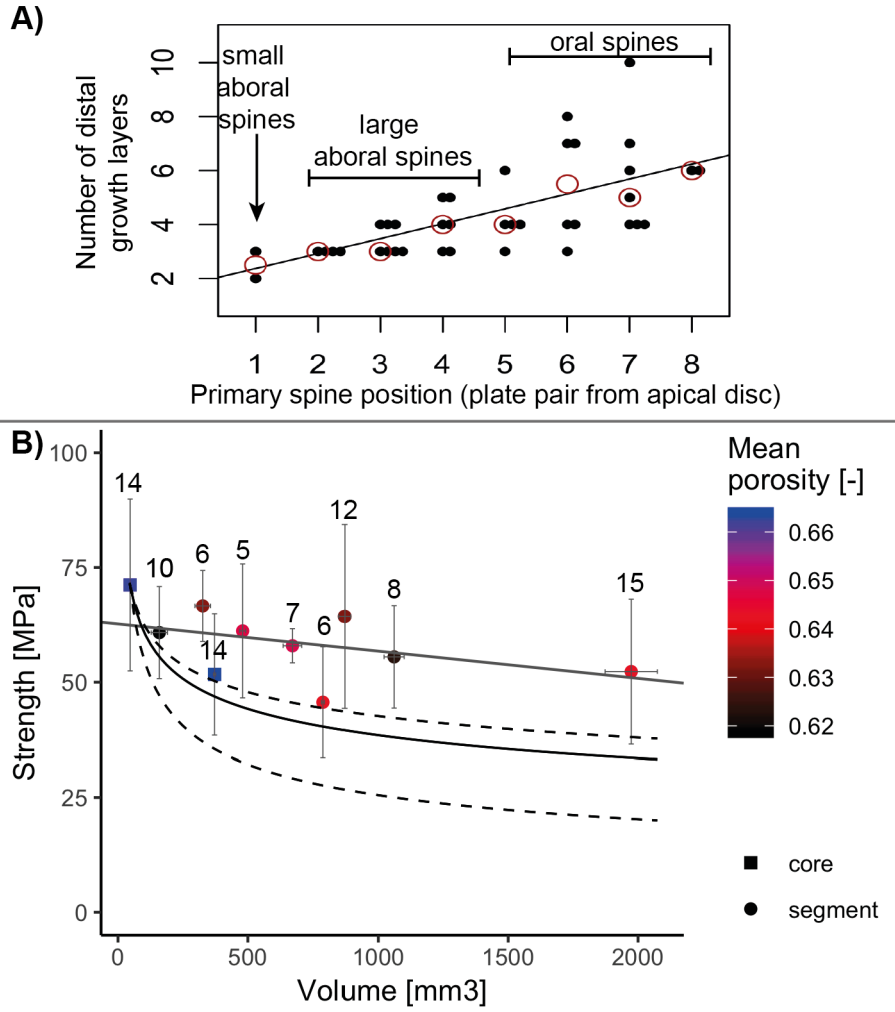 A)
small
aboral
spines
large
aboral spines
oral spines
Number of distal
growth layers
10
8
6
4
2
1 2 3 4 5 6 7 8
Primary spine position (plate pair from apical disc)
B)
Strength [MPa]
100
75
50
25
0
14
10
6
14
5
7
6
12
8
15
0 500 1000 1500 2000
Volume [mm3]
Mean
porosity [-]
0.66
0.65
0.64
0.63
0.62
core
segment